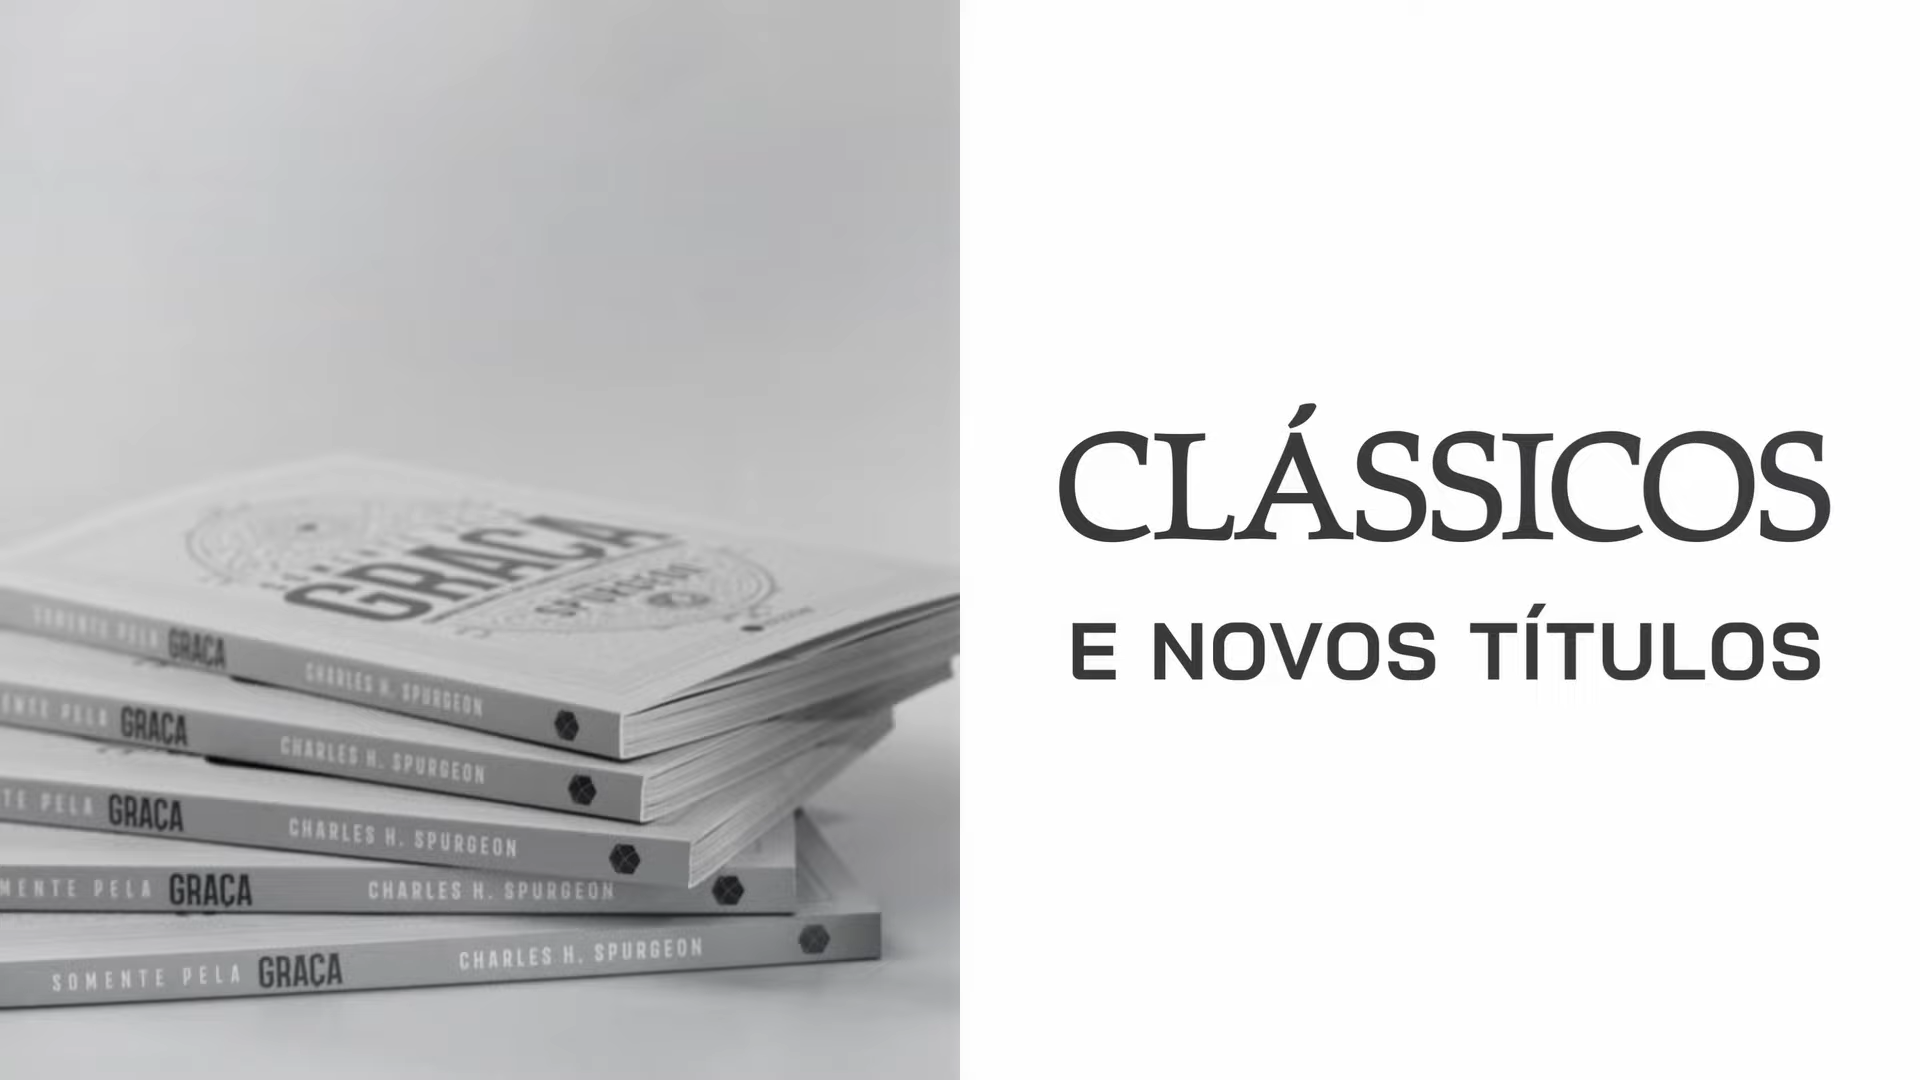 GRAÇA
SPURGEON
SOMENTE PELA GRAÇA CHARLES H. SPURGEON
PELA GRAÇA CHARLES H. SPURGEON
PELA GRAÇA CHARLES H. SPURGEON
PELA GRAÇA CHARLES H. SPURGEON
SOMENTE PELA GRAÇA CHARLES H. SPURGEON
CLÁSSICOS
E NOVOS TÍTULOS